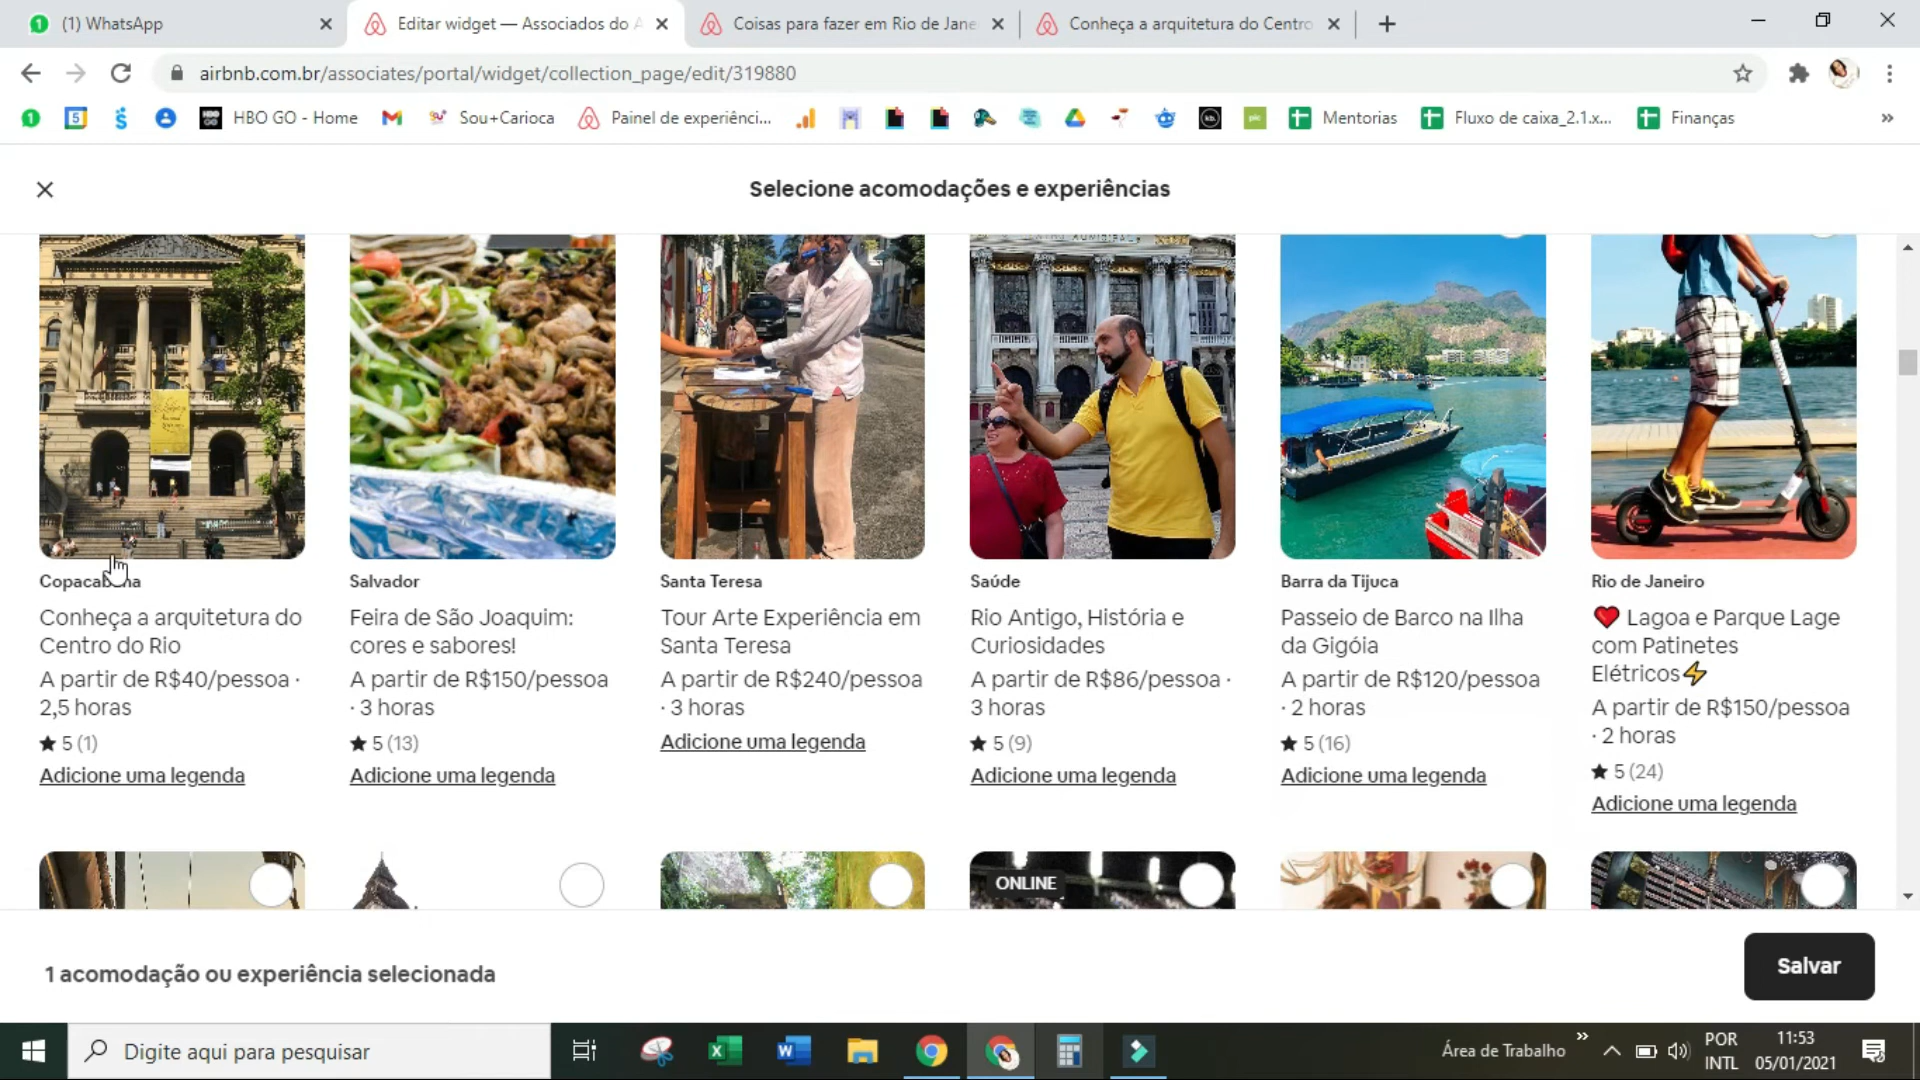 (1) WhatsApp
Editar widget — Associados do A
Coisas para fazer em Rio de Jane
Conheça a arquitetura do Centro
airbnb.com.br/associates/portal/widget/collection_page/edit/319880
HBO GO - Home
Sou+Carioca
Painel de experiênci...
Mentorias
Fluxo de caixa_2.1.x...
Finanças
Selecione acomodações e experiências
Copacabana
Conheça a arquitetura do
Centro do Rio
A partir de R$40/pessoa ·
2,5 horas
5 (1)
Adicione uma legenda
Salvador
Feira de São Joaquim:
cores e sabores!
A partir de R$150/pessoa
· 3 horas
5 (13)
Adicione uma legenda
Santa Teresa
Tour Arte Experiência em
Santa Teresa
A partir de R$240/pessoa
· 3 horas
Adicione uma legenda
Saúde
Rio Antigo, História e
Curiosidades
A partir de R$86/pessoa ·
3 horas
5 (9)
Adicione uma legenda
Barra da Tijuca
Passeio de Barco na Ilha
da Gigóia
A partir de R$120/pessoa
· 2 horas
5 (16)
Adicione uma legenda
Rio de Janeiro
❤️ Lagoa e Parque Lage
com Patinetes
Elétricos⚡
A partir de R$150/pessoa
· 2 horas
5 (24)
Adicione uma legenda
ONLINE
1 acomodação ou experiência selecionada
Salvar
Digite aqui para pesquisar
Área de Trabalho
POR
INTL
11:53
05/01/2021